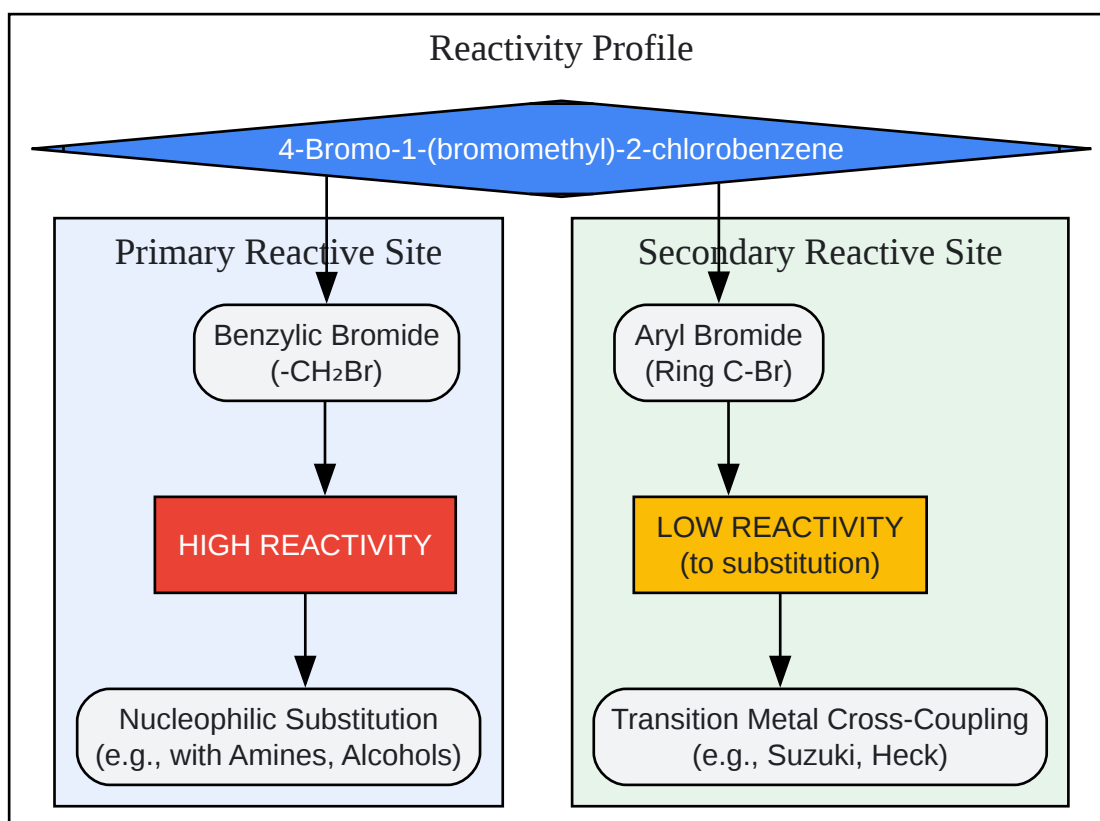 Reactivity Profile
4-Bromo-1-(bromomethyl)-2-chlorobenzene
Primary Reactive Site
Benzylic Bromide
(-CH₂Br)
HIGH REACTIVITY
Nucleophilic Substitution
(e.g., with Amines, Alcohols)
Secondary Reactive Site
Aryl Bromide
(Ring C-Br)
LOW REACTIVITY
(to substitution)
Transition Metal Cross-Coupling
(e.g., Suzuki, Heck)